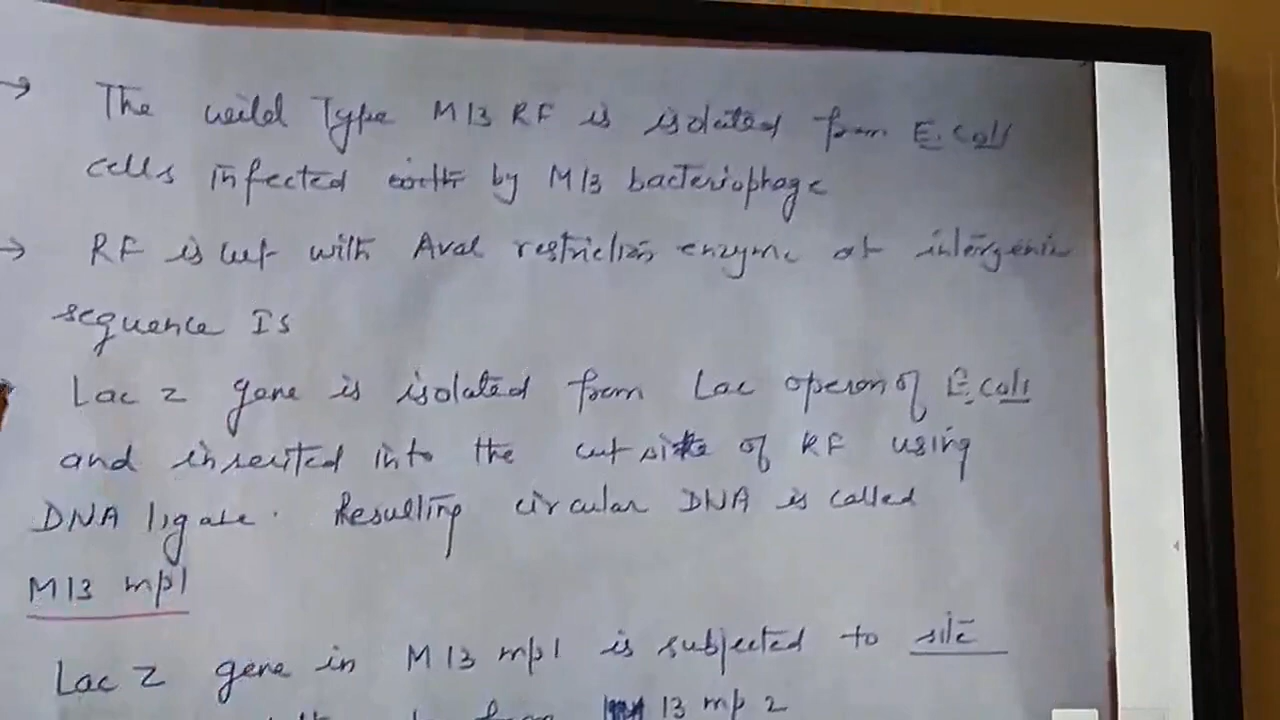 → The weild Type M13 RF is isolated from E.Coli
cells infected with by M13 bacteriophage
→ RF is cut with Aval restriction enzyme at intergenic
sequence IS
Lac z gene is isolated from Lac operon of E.coli
and inserted into the cut site of RF using
DNA ligase. Resulting circular DNA is called
M13 mp1
Lac Z gene in M13 mp1 is subjected to site
from 13 mp 2